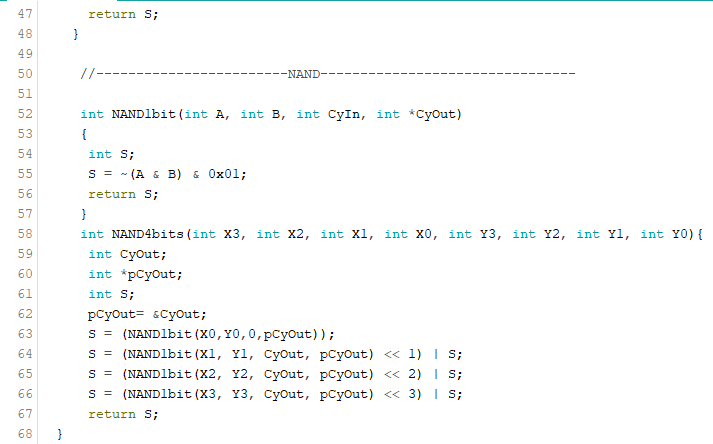 47 return S;
48 }
49
50 //------------------------NAND--------------------------------
51
52 int NAND1bit(int A, int B, int CyIn, int *CyOut)
53 {
54 int S;
55 S = ~(A & B) & 0x01;
56 return S;
57 }
58 int NAND4bits(int X3, int X2, int X1, int X0, int Y3, int Y2, int Y1, int Y0){
59 int CyOut;
60 int *pCyOut;
61 int S;
62 pCyOut= &CyOut;
63 S = (NAND1bit(X0,Y0,0,pCyOut));
64 S = (NAND1bit(X1, Y1, CyOut, pCyOut) << 1) | S;
65 S = (NAND1bit(X2, Y2, CyOut, pCyOut) << 2) | S;
66 S = (NAND1bit(X3, Y3, CyOut, pCyOut) << 3) | S;
67 return S;
68 }